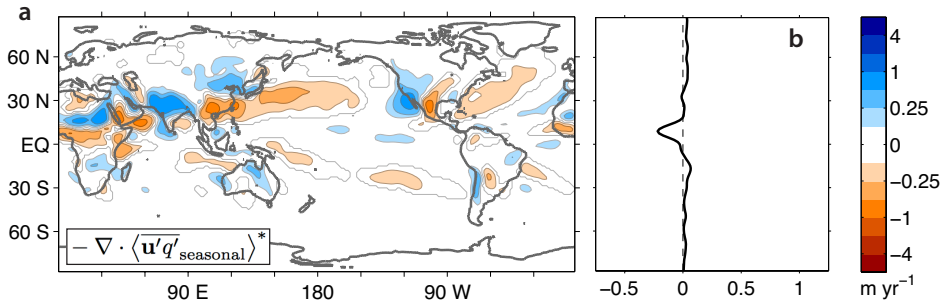 a
b
60 N
30 N
EQ
30 S
60 S
90 E 180 90 W
− ∇ · ⟨u′q′seasonal⟩*
-0.5 0 0.5 1
4
1
0.25
0
-0.25
-1
-4
m yr⁻¹